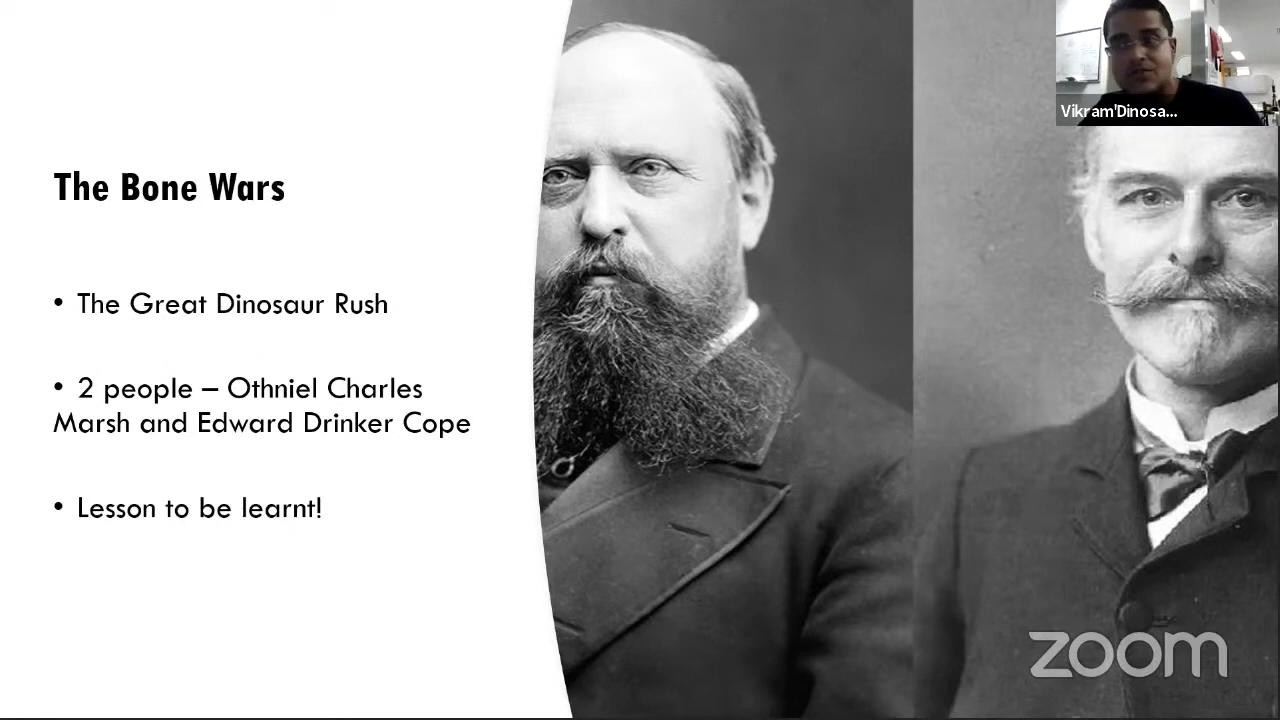 The Bone Wars
• The Great Dinosaur Rush
• 2 people – Othniel Charles
Marsh and Edward Drinker Cope
• Lesson to be learnt!
Vikram'Dinosa...
zoom